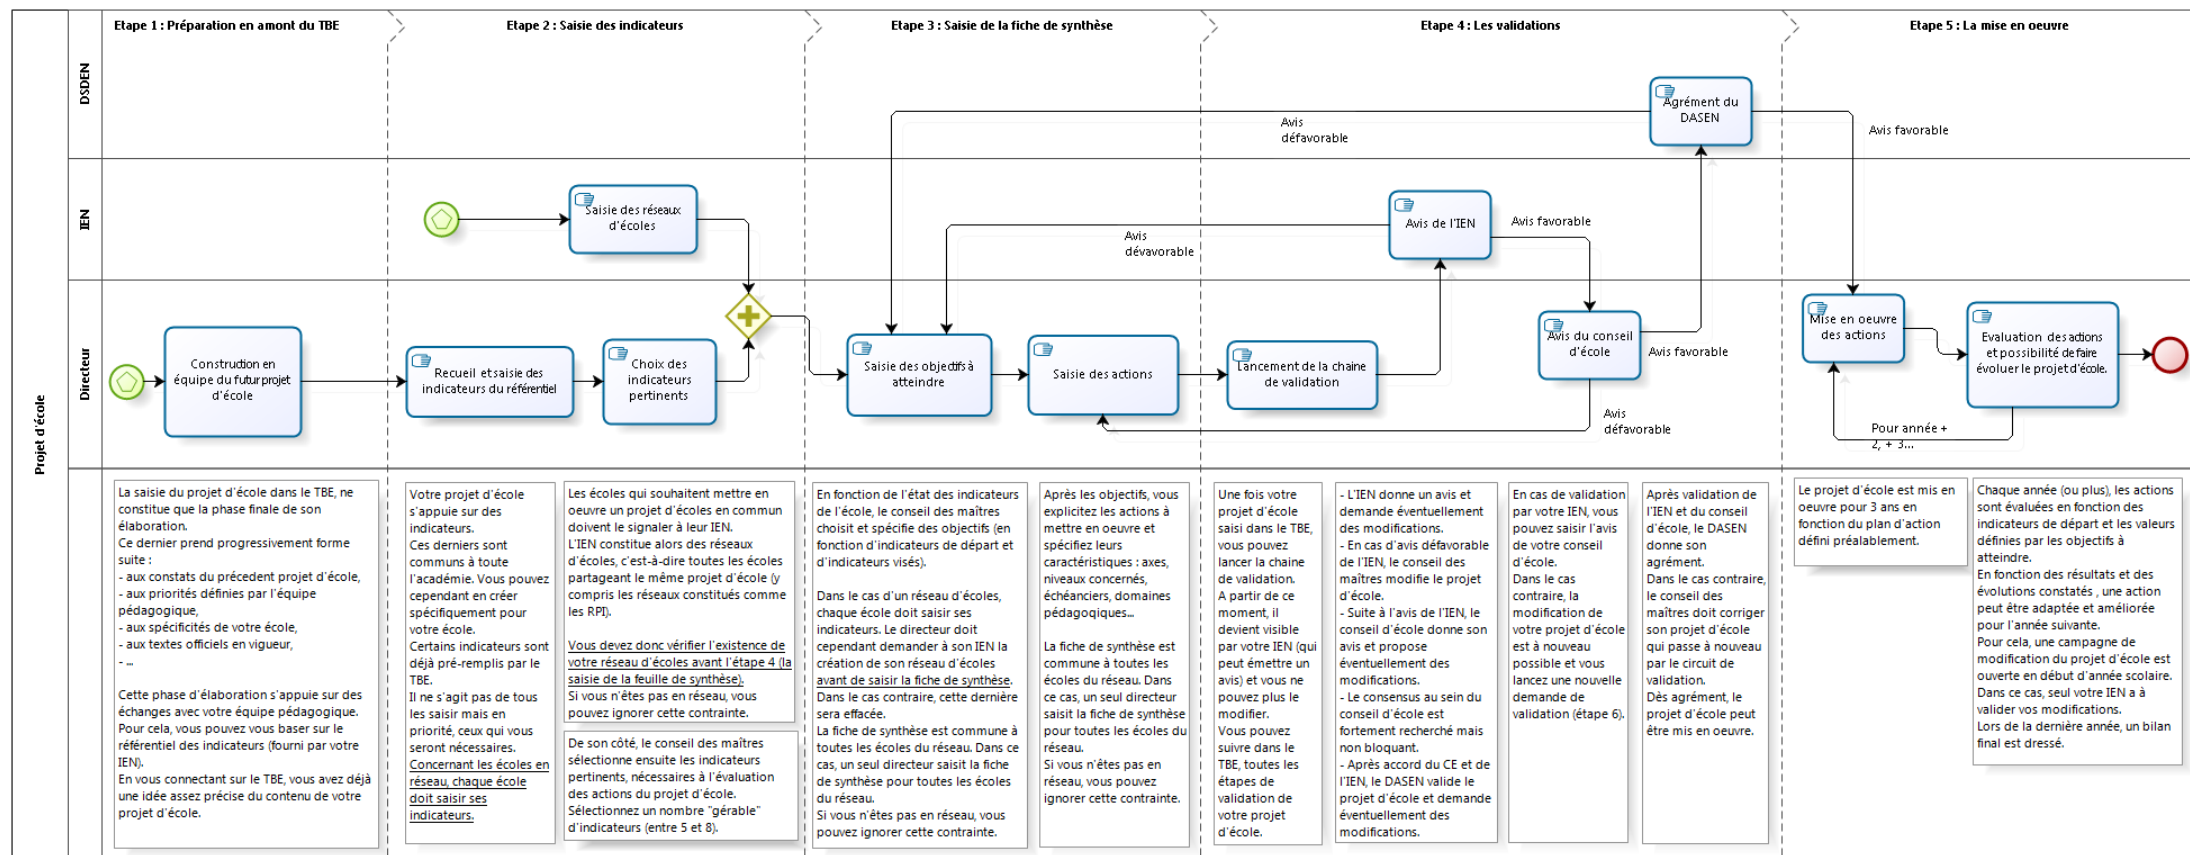 Etape 1 : Préparation en amont du TBE
Etape 2 : Saisie des indicateurs
Etape 3 : Saisie de la fiche de synthèse
Etape 4 : Les validations
Etape 5 : La mise en oeuvre
Projet d'école
DSDEN
IEN
Directeur
Agrément du
DASEN
Avis
défavorable
Avis favorable
Saisie des réseaux
d'écoles
Avis de l'IEN
Avis favorable
Avis
dévavorable
Construction en
équipe du futur projet
d'école
Recueil et saisie des
indicateurs du référentiel
Choix des
indicateurs
pertinents
Saisie des objectifs à
atteindre
Saisie des actions
Lancement de la chaine
de validation
Avis du conseil
d'école
Avis favorable
Avis
défavorable
Mise en oeuvre
des actions
Evaluation des actions
et possibilité de faire
évoluer le projet d'école.
Pour année +
2, + 3...
La saisie du projet d'école dans le TBE, ne
constitue que la phase finale de son
élaboration.
Ce dernier prend progressivement forme
suite :
- aux constats du précedent projet d'école,
- aux priorités définies par l'équipe
pédagogique,
- aux spécificités de votre école,
- aux textes officiels en vigueur,
- ...
Cette phase d'élaboration s'appuie sur des
échanges avec votre équipe pédagogique.
Pour cela, vous pouvez vous baser sur le
référentiel des indicateurs (fourni par votre
IEN).
En vous connectant sur le TBE, vous avez déjà
une idée assez précise du contenu de votre
projet d'école.
Votre projet d'école
s'appuie sur des
indicateurs.
Ces derniers sont
communs à toute
l'académie. Vous pouvez
cependant en créer
spécifiquement pour
votre école.
Certains indicateurs sont
déjà pré-remplis par le
TBE.
Il ne s'agit pas de tous
les saisir mais en
priorité, ceux qui vous
seront nécessaires.
Concernant les écoles en
réseau, chaque école
doit saisir ses
indicateurs.
Les écoles qui souhaitent mettre en
oeuvre un projet d'écoles en commun
doivent le signaler à leur IEN.
L'IEN constitue alors des réseaux
d'écoles, c'est-à-dire toutes les écoles
partageant le même projet d'école (y
compris les réseaux constitués comme
les RPI).
Vous devez donc vérifier l'existence de
votre réseau d'écoles avant l'étape 4 (la
saisie de la feuille de synthèse).
Si vous n'êtes pas en réseau, vous
pouvez ignorer cette contrainte.
De son côté, le conseil des maîtres
sélectionne ensuite les indicateurs
pertinents, nécessaires à l'évaluation
des actions du projet d'école.
Sélectionnez un nombre "gérable"
d'indicateurs (entre 5 et 8).
En fonction de l'état des indicateurs
de l'école, le conseil des maîtres
choisit et spécifie des objectifs (en
fonction d'indicateurs de départ et
d'indicateurs visés).
Dans le cas d'un réseau d'écoles,
chaque école doit saisir ses
indicateurs. Le directeur doit
cependant demander à son IEN la
création de son réseau d'écoles
avant de saisir la fiche de synthèse.
Dans le cas contraire, cette dernière
sera effacée.
La fiche de synthèse est commune à
toutes les écoles du réseau. Dans ce
cas, un seul directeur saisit la fiche
de synthèse pour toutes les écoles
du réseau.
Si vous n'êtes pas en réseau, vous
pouvez ignorer cette contrainte.
Après les objectifs, vous
explicitez les actions à
mettre en oeuvre et
spécifiez leurs
caractéristiques : axes,
niveaux concernés,
échéanciers, domaines
pédagogiques...
La fiche de synthèse est
commune à toutes les
écoles du réseau. Dans
ce cas, un seul directeur
saisit la fiche de synthèse
pour toutes les écoles du
réseau.
Si vous n'êtes pas en
réseau, vous pouvez
ignorer cette contrainte.
Une fois votre
projet d'école
saisi dans le TBE,
vous pouvez
lancer la chaine
de validation.
A partir de ce
moment, il
devient visible
par votre IEN (qui
peut émettre un
avis) et vous ne
pouvez plus le
modifier.
Vous pouvez
suivre dans le
TBE, toutes les
étapes de
validation de
votre projet
d'école.
- L'IEN donne un avis et
demande éventuellement
des modifications.
- En cas d'avis défavorable
de l'IEN, le conseil des
maîtres modifie le projet
d'école.
- Suite à l'avis de l'IEN, le
conseil d'école donne son
avis et propose
éventuellement des
modifications.
- Le consensus au sein du
conseil d'école est
fortement recherché mais
non bloquant.
- Après accord du CE et de
l'IEN, le DASEN valide le
projet d'école et demande
éventuellement des
modifications.
En cas de validation
par votre IEN, vous
pouvez saisir l'avis
de votre conseil
d'école.
Dans le cas
contraire, la
modification de
votre projet d'école
est à nouveau
possible et vous
lancez une nouvelle
demande de
validation (étape 6).
Après validation de
l'IEN et du conseil
d'école, le DASEN
donne son
agrément.
Dans le cas contraire,
le conseil des
maîtres doit corriger
son projet d'école
qui passe à nouveau
par le circuit de
validation.
Dès agrément, le
projet d'école peut
être mis en oeuvre.
Le projet d'école est mis en
oeuvre pour 3 ans en
fonction du plan d'action
défini préalablement.
Chaque année (ou plus), les actions
sont évaluées en fonction des
indicateurs de départ et les valeurs
définies par les objectifs à
atteindre.
En fonction des résultats et des
évolutions constatés , une action
peut être adaptée et améliorée
pour l'année suivante.
Pour cela, une campagne de
modification du projet d'école est
ouverte en début d'année scolaire.
Dans ce cas, seul votre IEN a à
valider vos modifications.
Lors de la dernière année, un bilan
final est dressé.